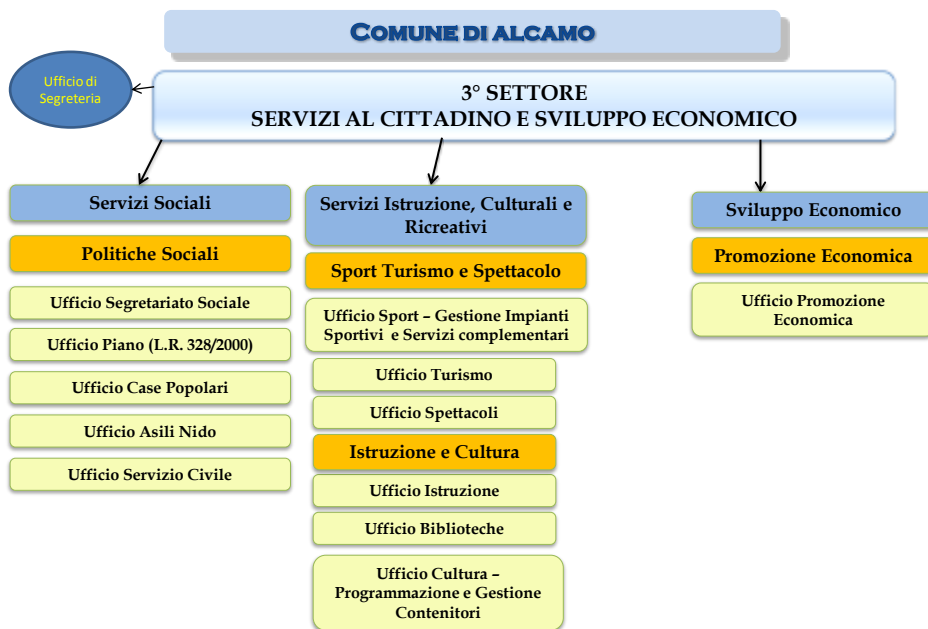 COMUNE DI ALCAMO
Ufficio di
Segreteria
3° SETTORE
SERVIZI AL CITTADINO E SVILUPPO ECONOMICO
Servizi Sociali
Politiche Sociali
Ufficio Segretariato Sociale
Ufficio Piano (L.R. 328/2000)
Ufficio Case Popolari
Ufficio Asili Nido
Ufficio Servizio Civile
Servizi Istruzione, Culturali e
Ricreativi
Sport Turismo e Spettacolo
Ufficio Sport – Gestione Impianti
Sportivi e Servizi complementari
Ufficio Turismo
Ufficio Spettacoli
Istruzione e Cultura
Ufficio Istruzione
Ufficio Biblioteche
Ufficio Cultura –
Programmazione e Gestione
Contenitori
Sviluppo Economico
Promozione Economica
Ufficio Promozione
Economica